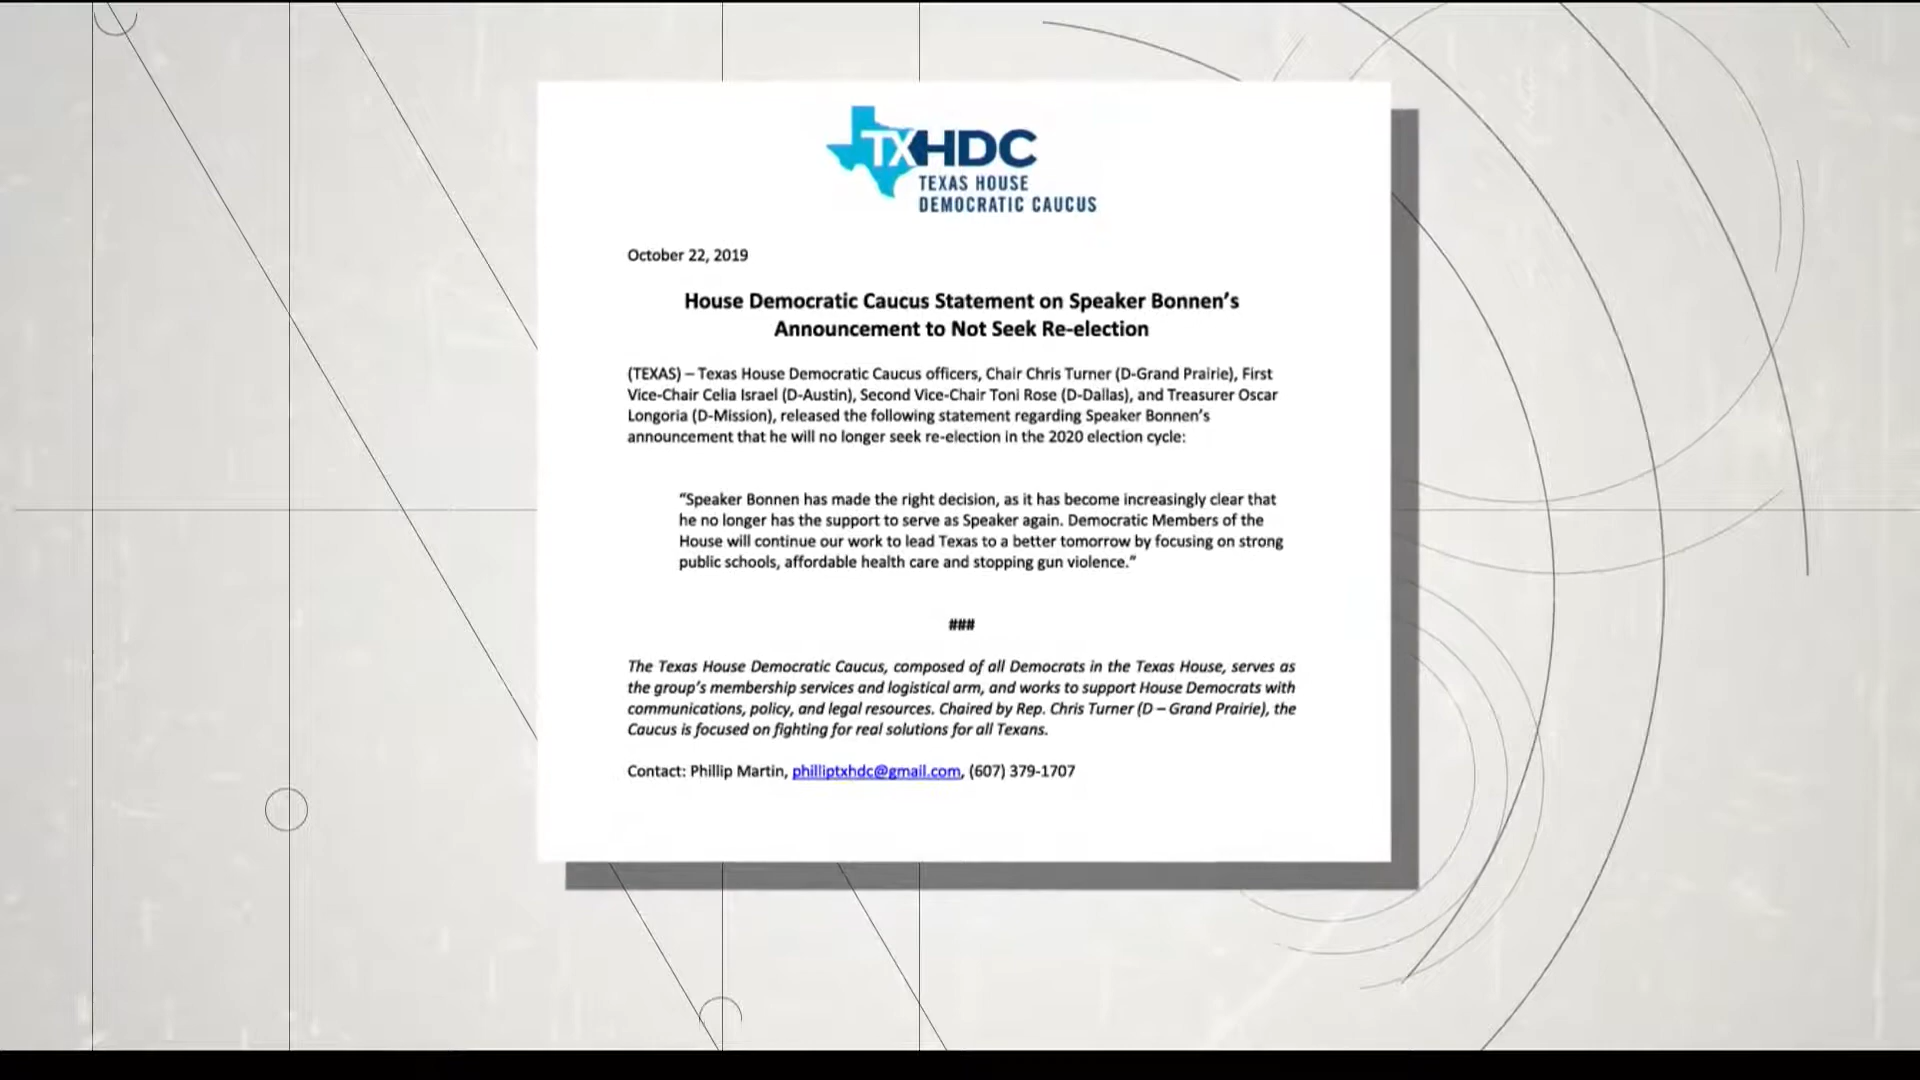 TXHDC
TEXAS HOUSE
DEMOCRATIC CAUCUS
October 22, 2019
House Democratic Caucus Statement on Speaker Bonnen’s
Announcement to Not Seek Re-election
(TEXAS) – Texas House Democratic Caucus officers, Chair Chris Turner (D-Grand Prairie), First
Vice-Chair Celia Israel (D-Austin), Second Vice-Chair Toni Rose (D-Dallas), and Treasurer Oscar
Longoria (D-Mission), released the following statement regarding Speaker Bonnen’s
announcement that he will no longer seek re-election in the 2020 election cycle:
“Speaker Bonnen has made the right decision, as it has become increasingly clear that
he no longer has the support to serve as Speaker again. Democratic Members of the
House will continue our work to lead Texas to a better tomorrow by focusing on strong
public schools, affordable health care and stopping gun violence.”
###
The Texas House Democratic Caucus, composed of all Democrats in the Texas House, serves as
the group’s membership services and logistical arm, and works to support House Democrats with
communications, policy, and legal resources. Chaired by Rep. Chris Turner (D – Grand Prairie), the
Caucus is focused on fighting for real solutions for all Texans.
Contact: Phillip Martin, philliptxhdc@gmail.com, (607) 379-1707